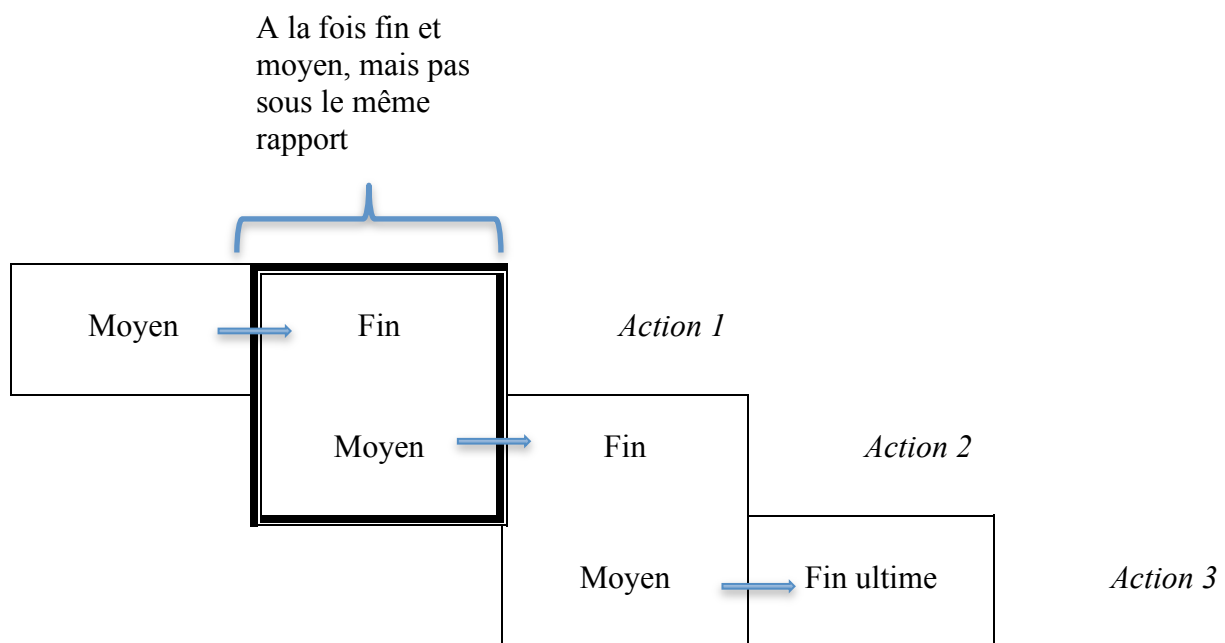 A la fois fin et
moyen, mais pas
sous le même
rapport
Moyen Fin Action 1
Moyen Fin Action 2
Moyen Fin ultime Action 3